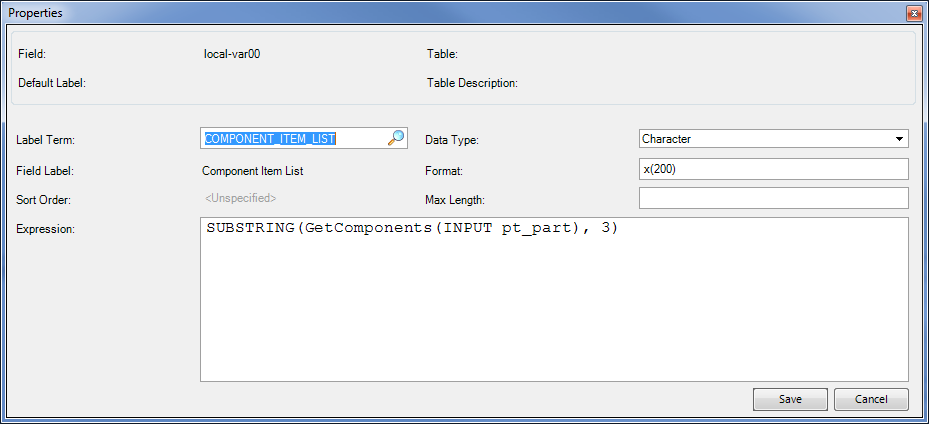 Properties
Field: local-var00 Table:
Default Label: Table Description:
Label Term: COMPONENT_ITEM_LIST Data Type: Character
Field Label: Component Item List Format: x(200)
Sort Order: <Unspecified> Max Length:
Expression: SUBSTRING(GetComponents(INPUT pt_part), 3)
Save Cancel